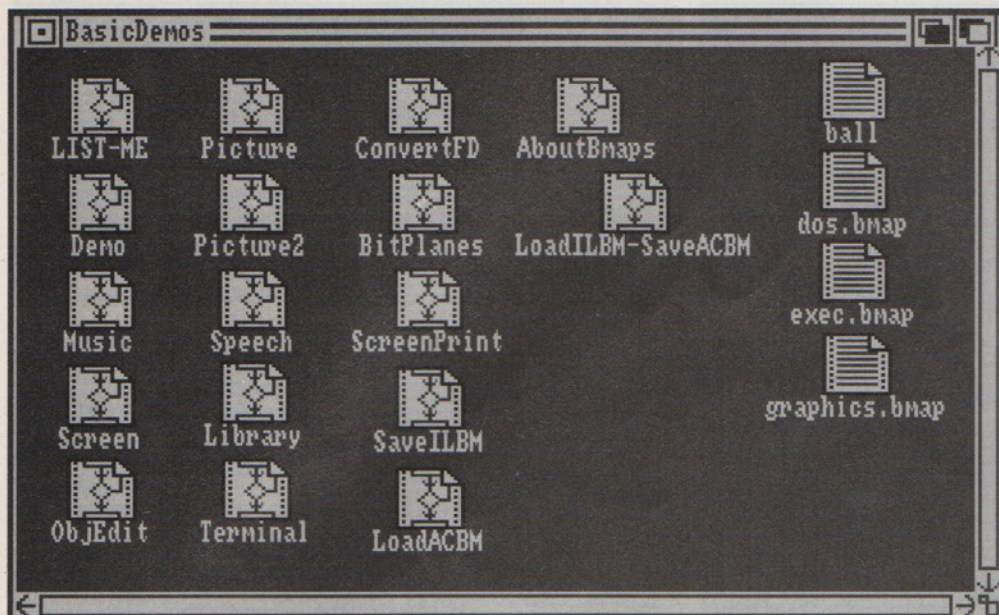 BasicDemos
LIST-ME Picture ConvertFD AboutBmaps ball
Demo Picture2 BitPlanes LoadILBM-SaveACBM dos.bmap
Music Speech ScreenPrint exec.bmap
Screen Library SaveILBM graphics.bmap
ObjEdit Terminal LoadACBM